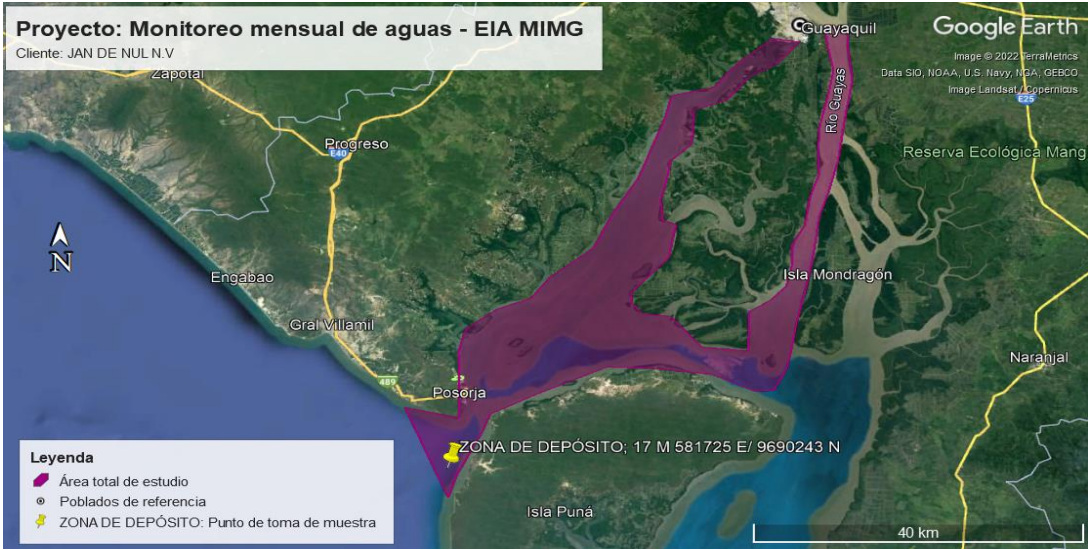 Proyecto: Monitoreo mensual de aguas - EIA MIMG
Cliente: JAN DE NUL N.V
Google Earth
Image © 2022 TerraMetrics
Data SIO, NOAA, U.S. Navy, NGA, GEBCO
Image Landsat / Copernicus
Guayaquil
Zapotal
E25
Río Guayas
Progreso
E40
Reserva Ecológica Mang
N
Engabao
Isla Mondragón
Gral Villamil
Naranjal
489
Posorja
ZONA DE DEPÓSITO; 17 M 581725 E/ 9690243 N
Leyenda
Área total de estudio
Poblados de referencia
ZONA DE DEPÓSITO: Punto de toma de muestra
Isla Puná
40 km